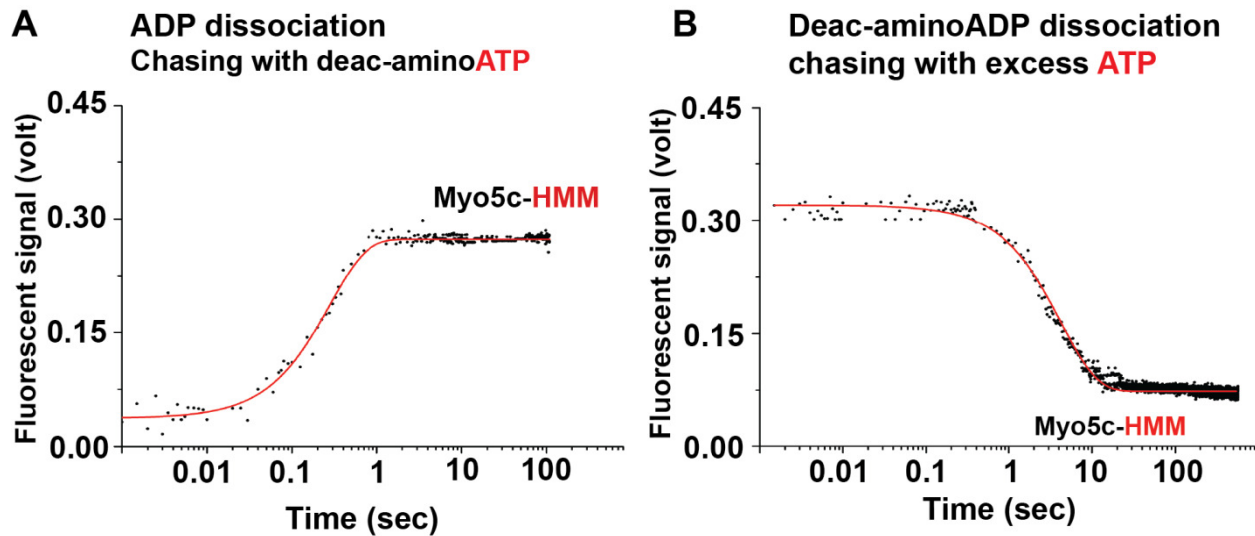 A
ADP dissociation
Chasing with deac-aminoATP
Fluorescent signal (volt)
0.45
0.30
0.15
0.00
Myo5c-HMM
0.01
0.1
1
10
100
Time (sec)
B
Deac-aminoADP dissociation
chasing with excess ATP
Fluorescent signal (volt)
0.45
0.30
0.15
0.00
Myo5c-HMM
0.01
0.1
1
10
100
Time (sec)